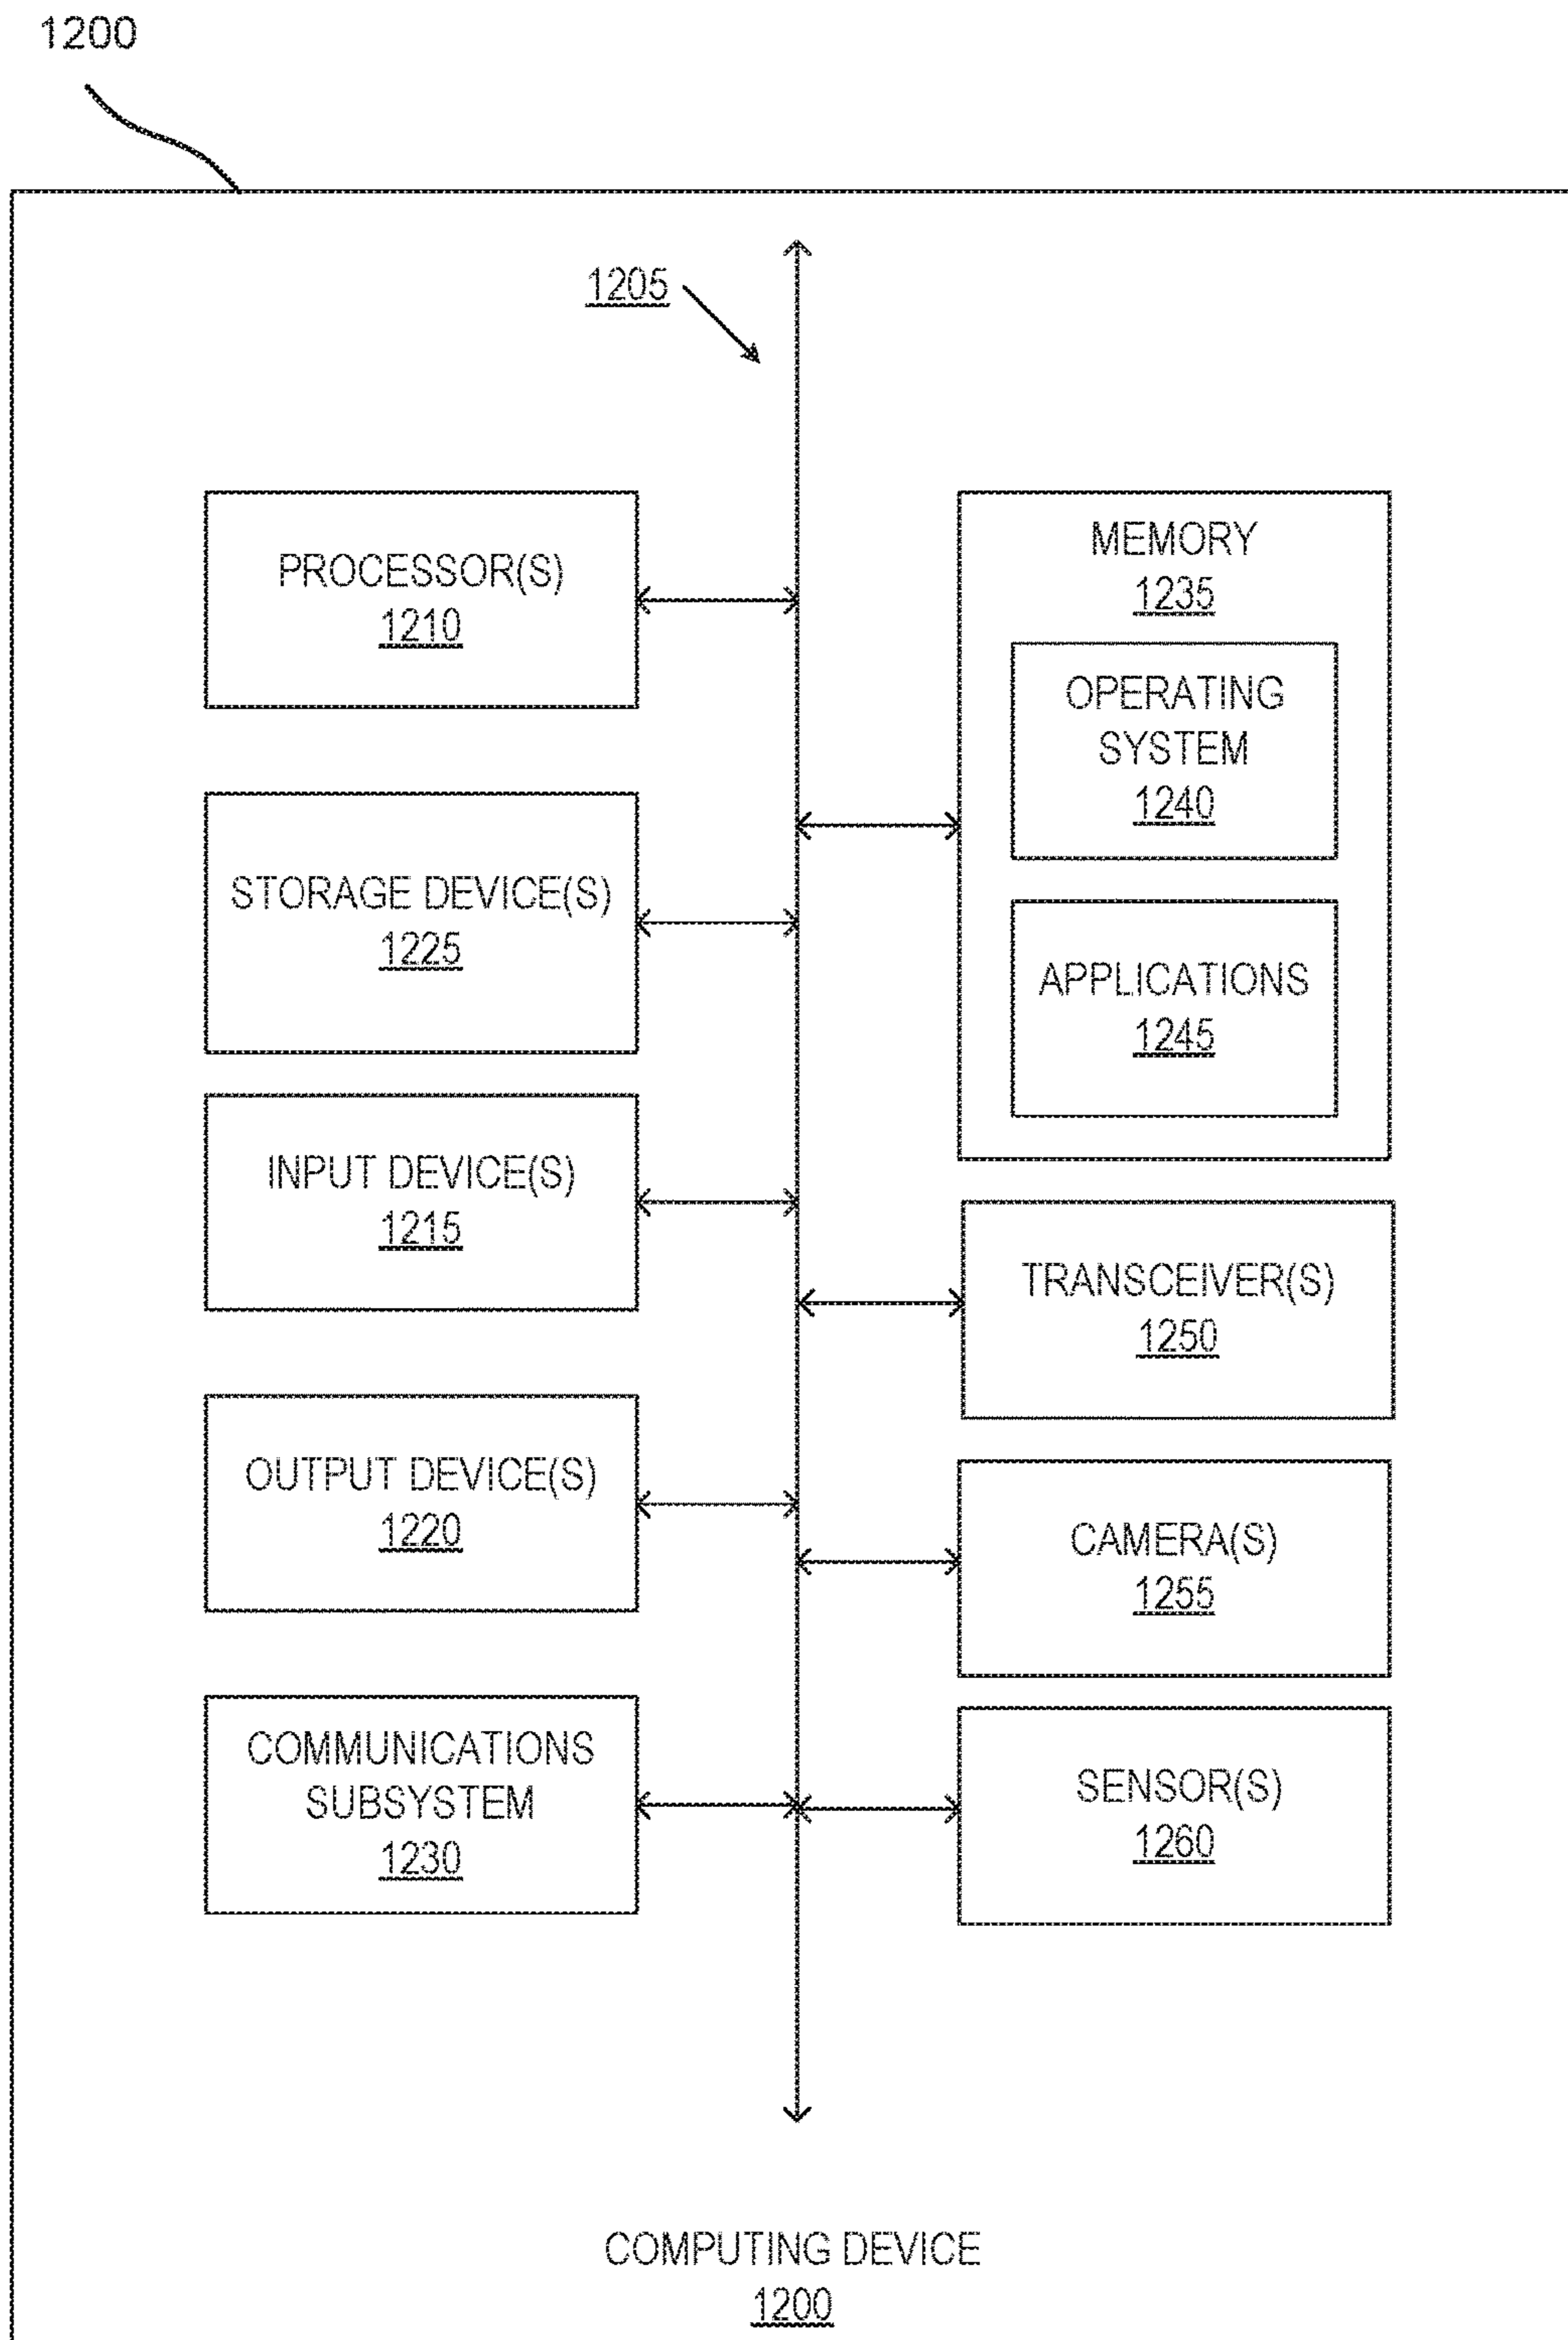 1200
1205
PROCESSOR(S)
1210
STORAGE DEVICE(S)
1225
INPUT DEVICE(S)
1215
OUTPUT DEVICE(S)
1220
COMMUNICATIONS
SUBSYSTEM
1230
MEMORY
1235
OPERATING
SYSTEM
1240
APPLICATIONS
1245
TRANSCEIVER(S)
1250
CAMERA(S)
1255
SENSOR(S)
1260
COMPUTING DEVICE
1200